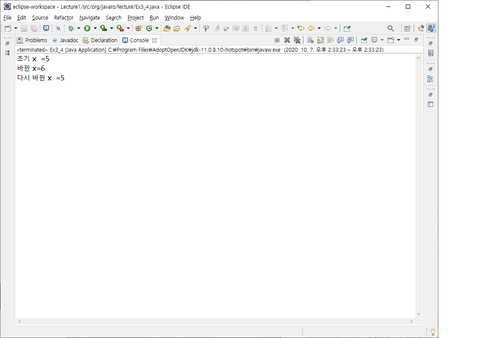 eclipse-workspace - Lecture1/src/org/javaro/lecture/Ex3_4.java - Eclipse IDE
File Edit Source Refactor Navigate Search Project Run Window Help
Problems Javadoc Declaration Console
<terminated> Ex3_4 [Java Application] C:₩Program Files₩AdoptOpenJDK₩jdk-11.0.8.10-hotspot₩bin₩javaw.exe (2020. 10. 7. 오후 2:33:23 – 오후 2:33:23)
초기 x =5
바뀐 x=6
다시 바뀐 x =5